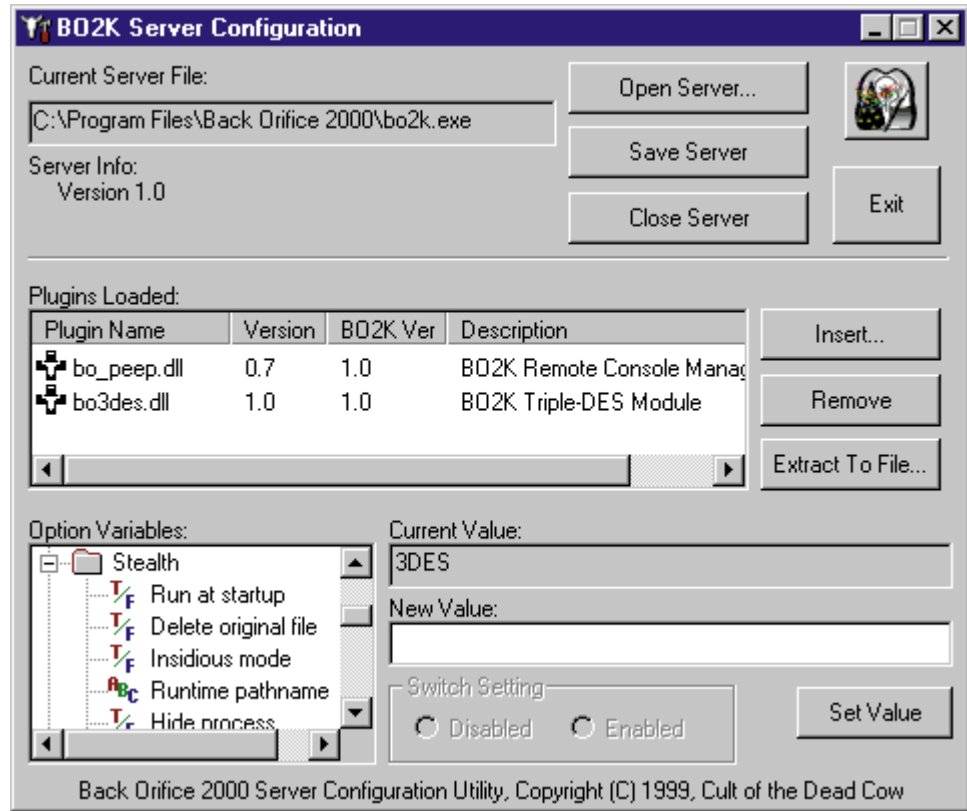 BO2K Server Configuration
Current Server File:
C:\Program Files\Back Orifice 2000\bo2k.exe
Server Info:
Version 1.0
Open Server...
Save Server
Close Server
Exit
Plugins Loaded:
Plugin Name Version BO2K Ver Description
bo_peep.dll 0.7 1.0 BO2K Remote Console Manag
bo3des.dll 1.0 1.0 BO2K Triple-DES Module
Insert...
Remove
Extract To File...
Option Variables:
Stealth
T/F Run at startup
T/F Delete original file
T/F Insidious mode
ABC Runtime pathname
T/F Hide process
Current Value:
3DES
New Value:
Switch Setting
Disabled Enabled
Set Value
Back Orifice 2000 Server Configuration Utility, Copyright (C) 1999, Cult of the Dead Cow